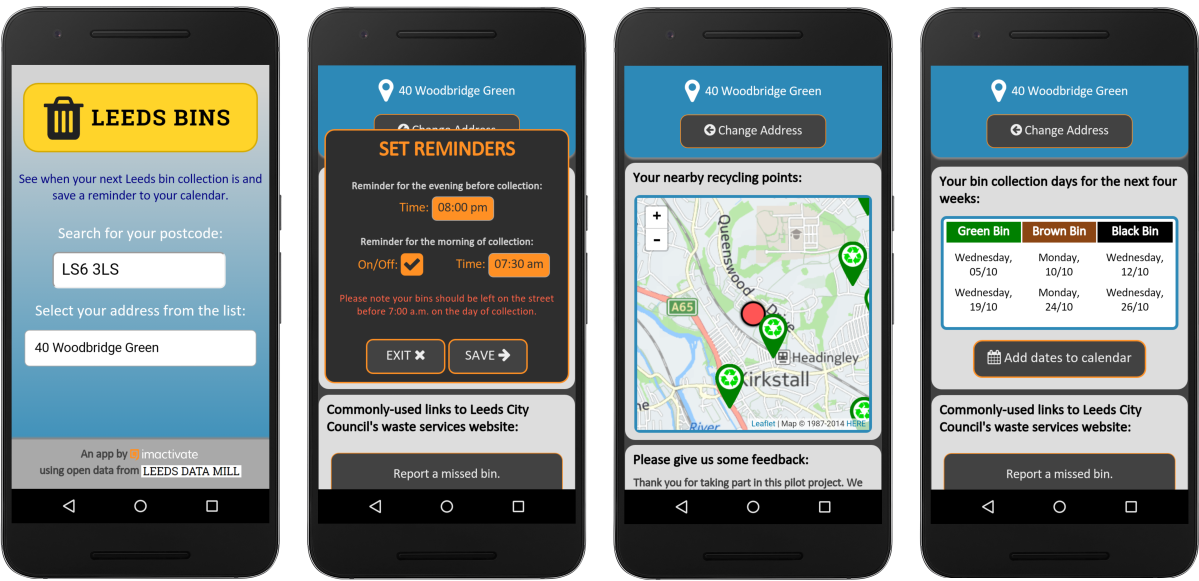 LEEDS BINS
See when your next Leeds bin collection is and
save a reminder to your calendar.
Search for your postcode:
LS6 3LS
Select your address from the list:
40 Woodbridge Green
An app by imactivate
using open data from LEEDS DATA MILL
40 Woodbridge Green
Change Address
SET REMINDERS
Reminder for the evening before collection:
Time: 08:00 pm
Reminder for the morning of collection:
On/Off: Time: 07:30 am
Please note your bins should be left on the street
before 7:00 a.m. on the day of collection.
EXIT SAVE
Commonly-used links to Leeds City
Council's waste services website:
Report a missed bin.
40 Woodbridge Green
Change Address
Your nearby recycling points:
+
-
Queenswood Drive
A65
Headingley
Kirkstall
River
Leaflet | Map © 1987-2014 HERE
Please give us some feedback:
Thank you for taking part in this pilot project. We
40 Woodbridge Green
Change Address
Your bin collection days for the next four
weeks:
Green Bin Brown Bin Black Bin
Wednesday, Monday, Wednesday,
05/10 10/10 12/10
Wednesday, Monday, Wednesday,
19/10 24/10 26/10
Add dates to calendar
Commonly-used links to Leeds City
Council's waste services website:
Report a missed bin.